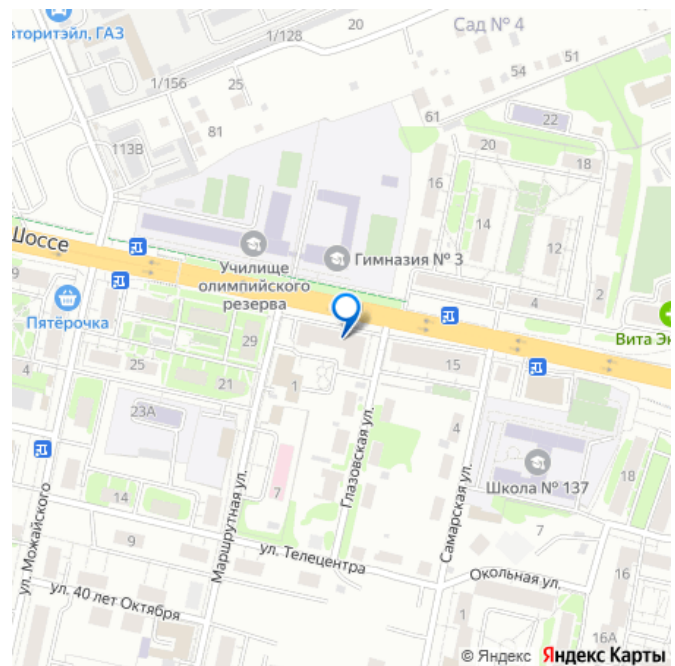 вторитэйл, ГАЗ
20
1/128
Сад № 4
1/156
25
54
51
61
22
81
113В
20
18
16
14
12
Шоссе
Училище
олимпийского
резерва
Гимназия № 3
4
2
9
Пятёрочка
29
Вита Эк
4
25
21
1
15
23А
Глазовская ул.
4
Самарская ул.
Школа № 137
18
7
14
Маршрутная ул.
ул. Можайского
9
ул. Телецентра
7
Окольная ул.
16
ул. 40 лет Октября
1
16А
© Яндекс Яндекс Карты